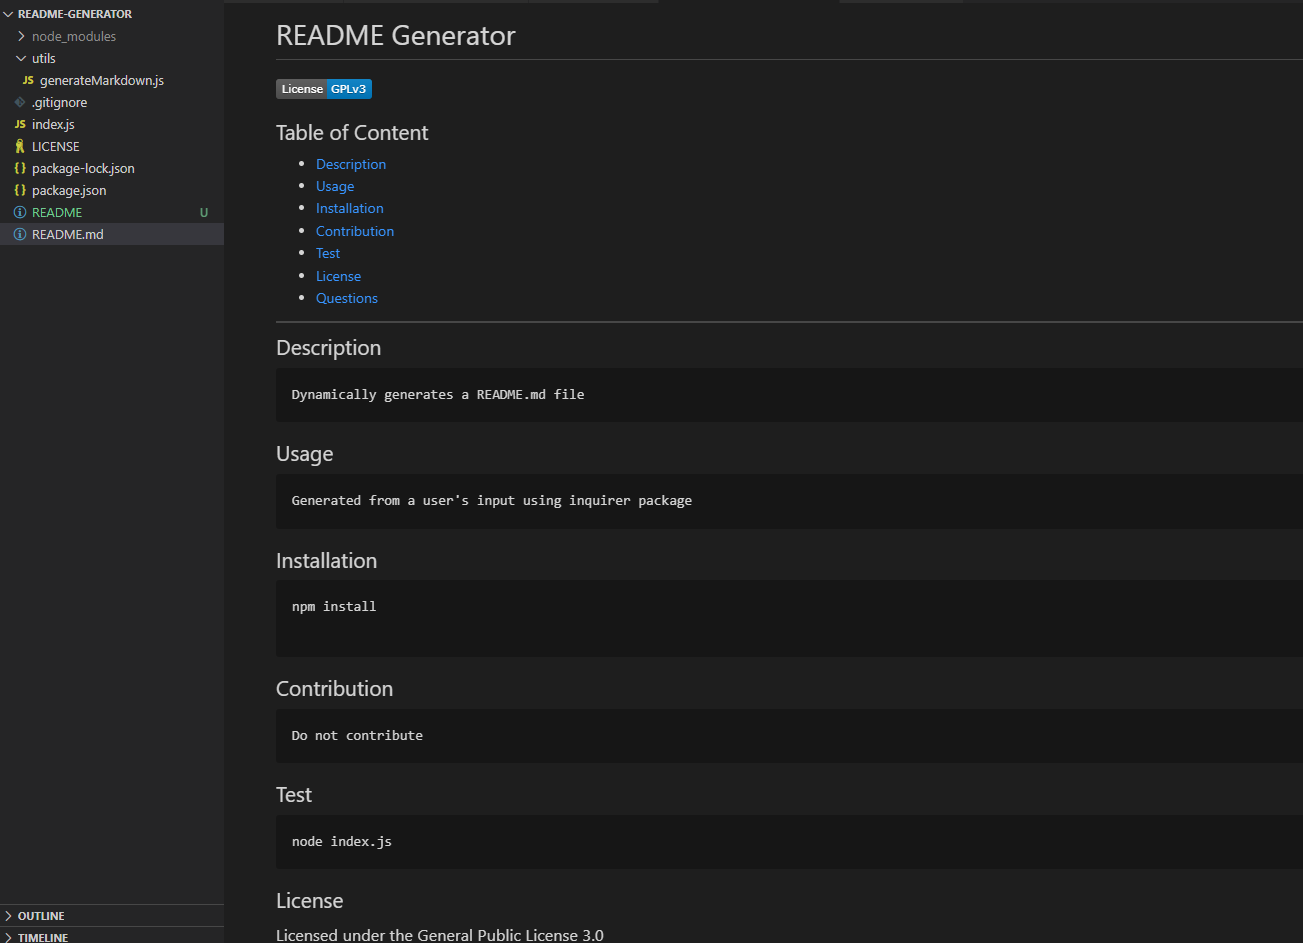 README-GENERATOR
node_modules
utils
JS generateMarkdown.js
.gitignore
JS index.js
LICENSE
{} package-lock.json
{} package.json
README U
README.md
OUTLINE
TIMELINE
README Generator
License GPLv3
Table of Content
Description
Usage
Installation
Contribution
Test
License
Questions
Description
Dynamically generates a README.md file
Usage
Generated from a user's input using inquirer package
Installation
npm install
Contribution
Do not contribute
Test
node index.js
License
Licensed under the General Public License 3.0